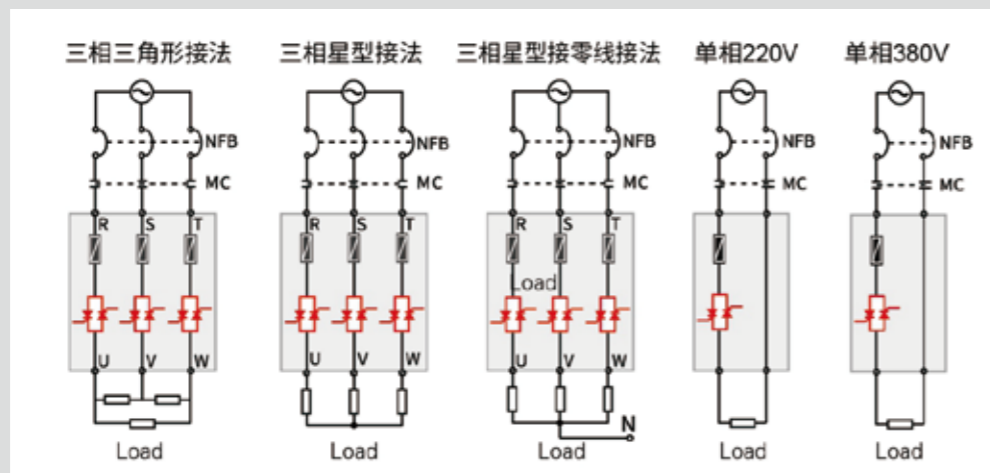 三相三角形接法
三相星型接法
三相星型接零线接法
单相220V
单相380V
NFB
NFB
NFB
NFB
NFB
MC
MC
MC
MC
MC
R S T
R S T
R S T
Load
U V W
U V W
U V W
N
Load
Load
Load
Load
Load